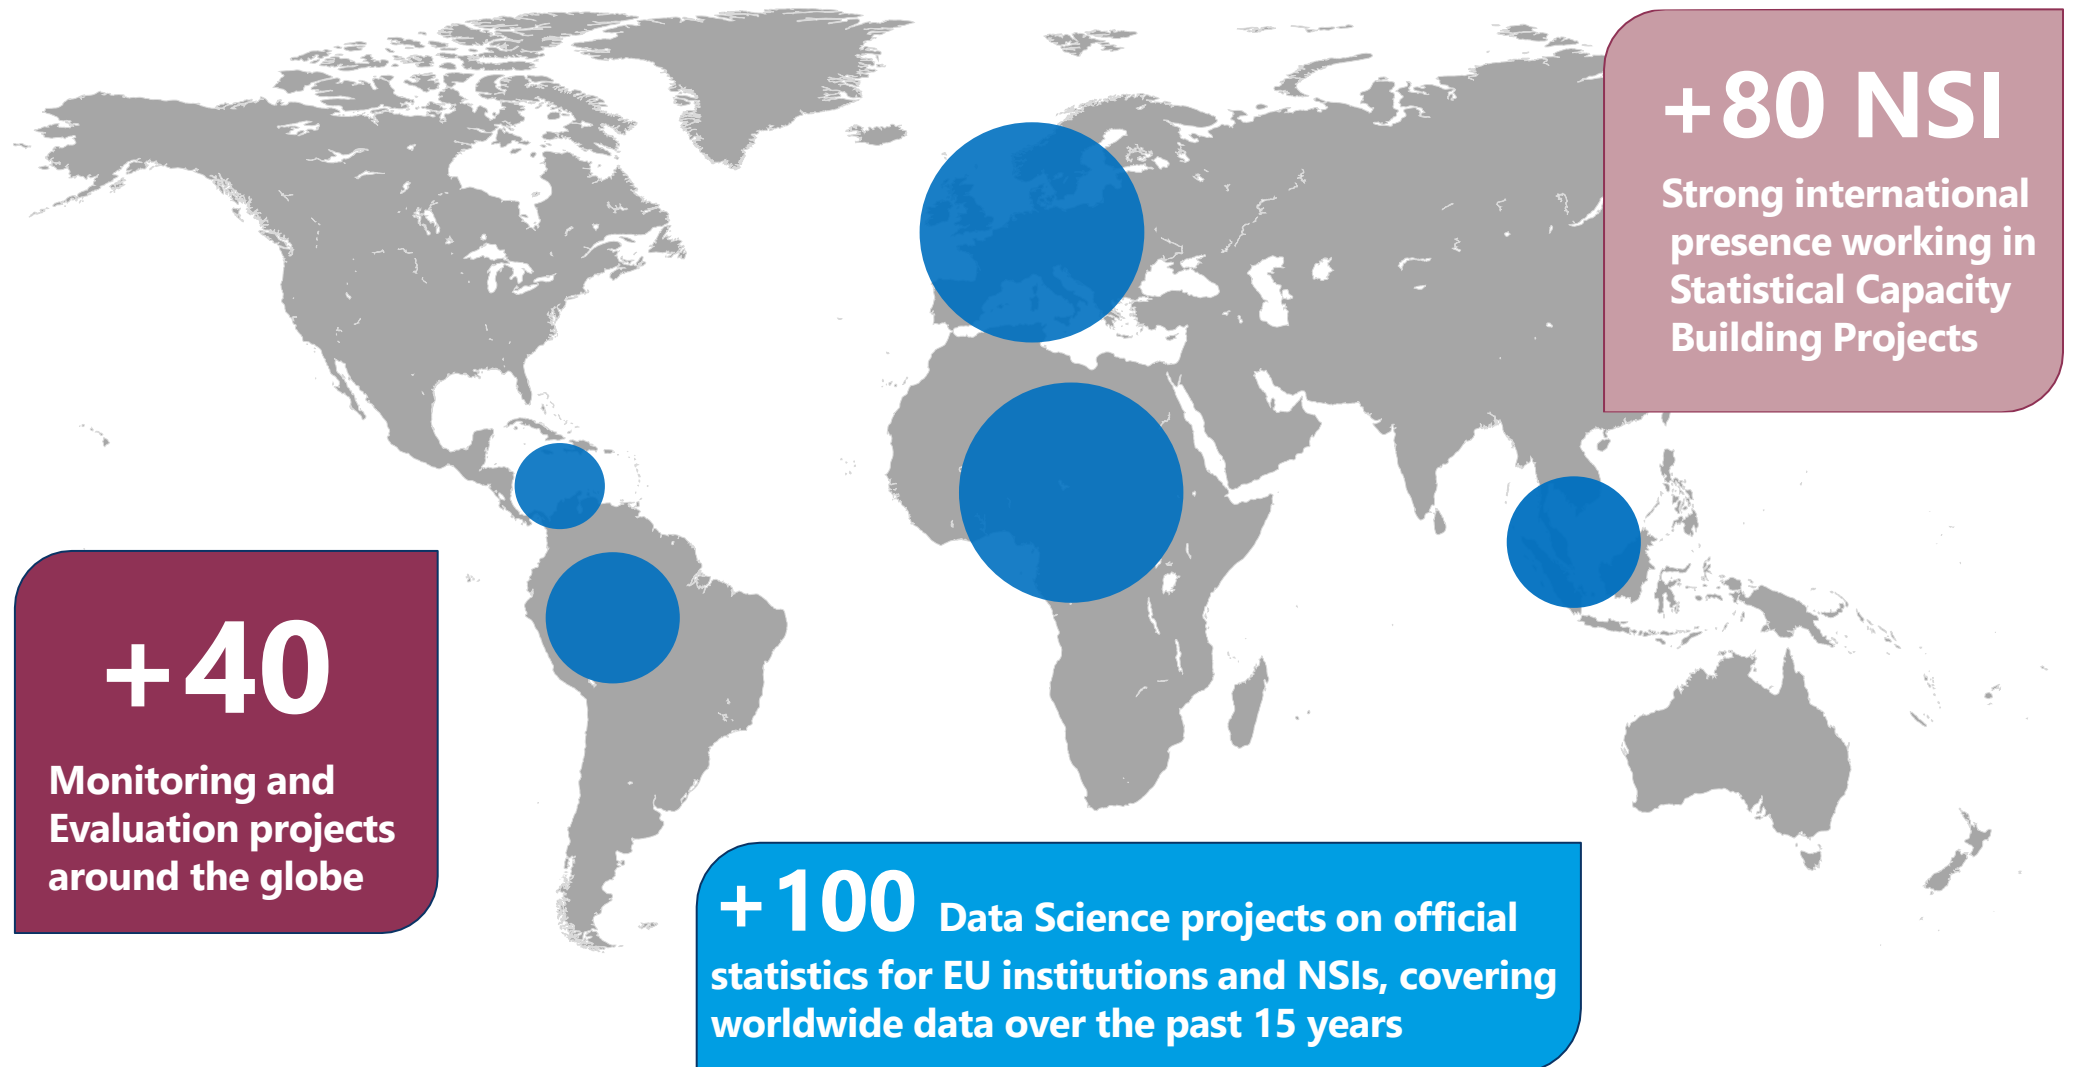 +80 NSI
Strong international
presence working in
Statistical Capacity
Building Projects
+40
Monitoring and
Evaluation projects
around the globe
+100 Data Science projects on official
statistics for EU institutions and NSIs, covering
worldwide data over the past 15 years